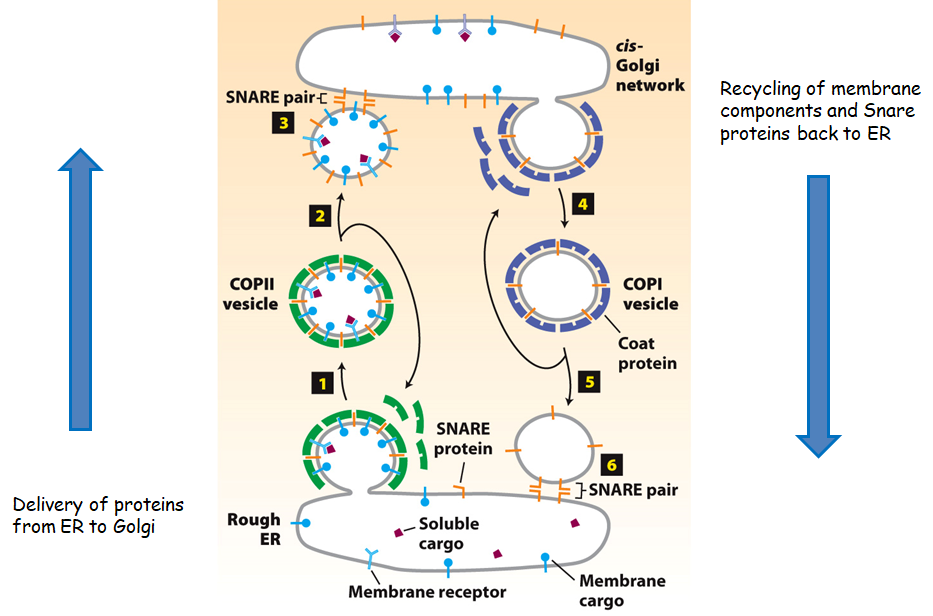 cis-
Golgi
network
SNARE pair
3
Recycling of membrane
components and Snare
proteins back to ER
2
4
COPII
vesicle
COPI
vesicle
Coat
protein
1
5
SNARE
protein
6
SNARE pair
Delivery of proteins
from ER to Golgi
Rough
ER
Soluble
cargo
Membrane receptor
Membrane
cargo